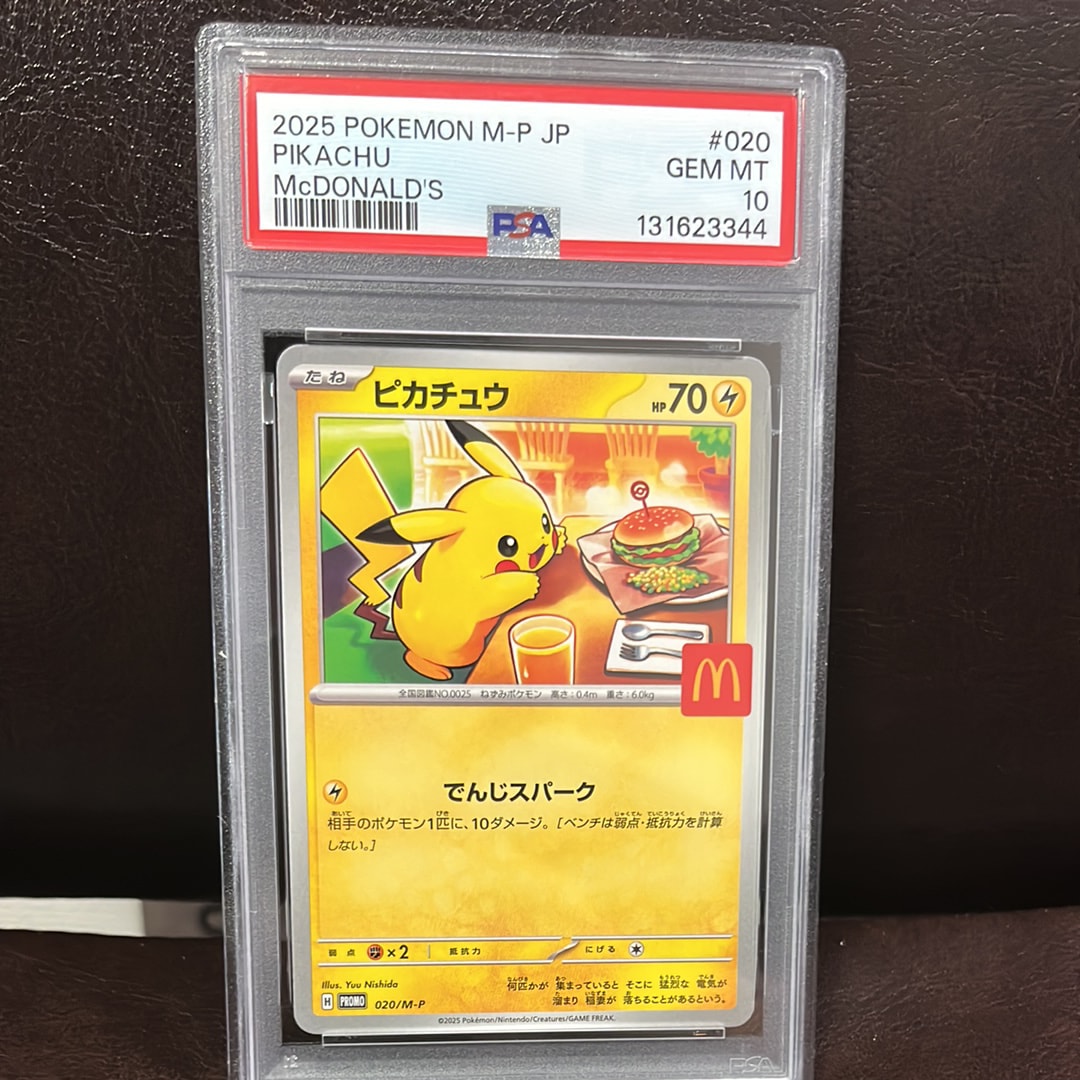 2025 POKEMON M-P JP
#020
PIKACHU
GEM MT
McDONALD'S
10
PSA
131623344
たね
ピカチュウ
HP70
全国図鑑NO.0025 ねずみポケモン 高さ:0.4m 重さ:6.0kg
でんじスパーク
相手のポケモン1匹に、10ダメージ。[ベンチは弱点・抵抗力を計算
しない。]
弱点 ×2 抵抗力 にげる
Illus. Yuu Nishida
何匹かが 集まっていると そこに 猛烈な 電気が
溜まり 稲妻が 落ちることがあるという。
H PROMO 020/M-P
©2025 Pokémon/Nintendo/Creatures/GAME FREAK.
PSA